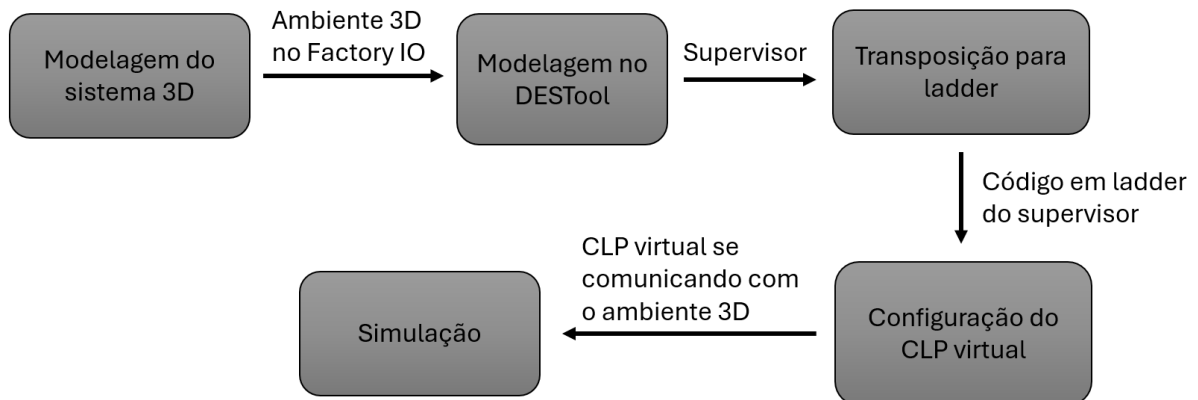 Modelagem do
sistema 3D
Ambiente 3D
no Factory IO
Modelagem no
DESTool
Supervisor
Transposição para
ladder
Código em ladder
do supervisor
Configuração do
CLP virtual
CLP virtual se
comunicando com
o ambiente 3D
Simulação